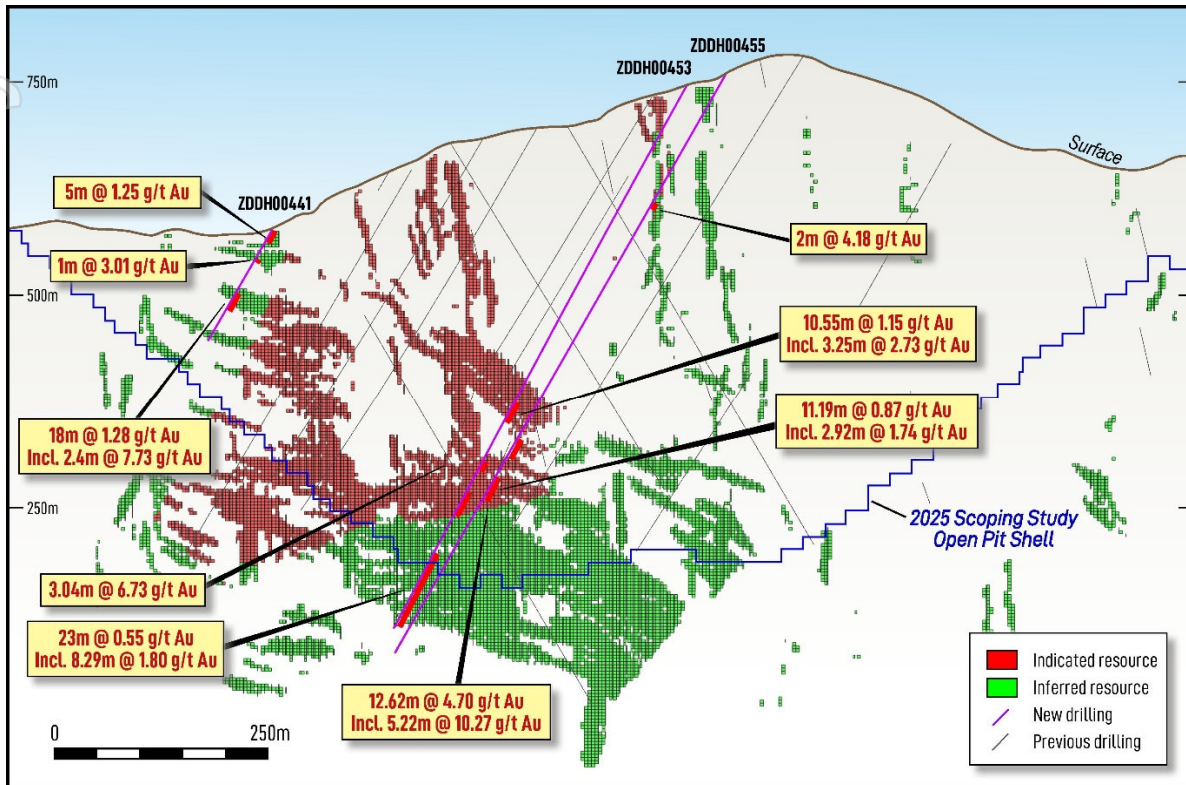 ZDDH00455
ZDDH00453
750m
Surface
5m @ 1.25 g/t Au
ZDDH00441
2m @ 4.18 g/t Au
1m @ 3.01 g/t Au
500m
10.55m @ 1.15 g/t Au
Incl. 3.25m @ 2.73 g/t Au
11.19m @ 0.87 g/t Au
Incl. 2.92m @ 1.74 g/t Au
18m @ 1.28 g/t Au
Incl. 2.4m @ 7.73 g/t Au
250m
2025 Scoping Study
Open Pit Shell
3.04m @ 6.73 g/t Au
23m @ 0.55 g/t Au
Incl. 8.29m @ 1.80 g/t Au
12.62m @ 4.70 g/t Au
Incl. 5.22m @ 10.27 g/t Au
Indicated resource
Inferred resource
New drilling
Previous drilling
0
250m